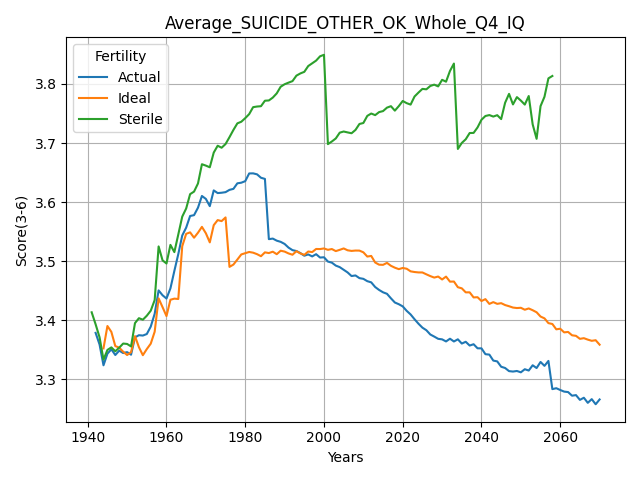 Average_SUICIDE_OTHER_OK_Whole_Q4_IQ
Fertility
Actual
Ideal
Sterile
Score(3-6)
3.8
3.7
3.6
3.5
3.4
3.3
1940 1960 1980 2000 2020 2040 2060
Years